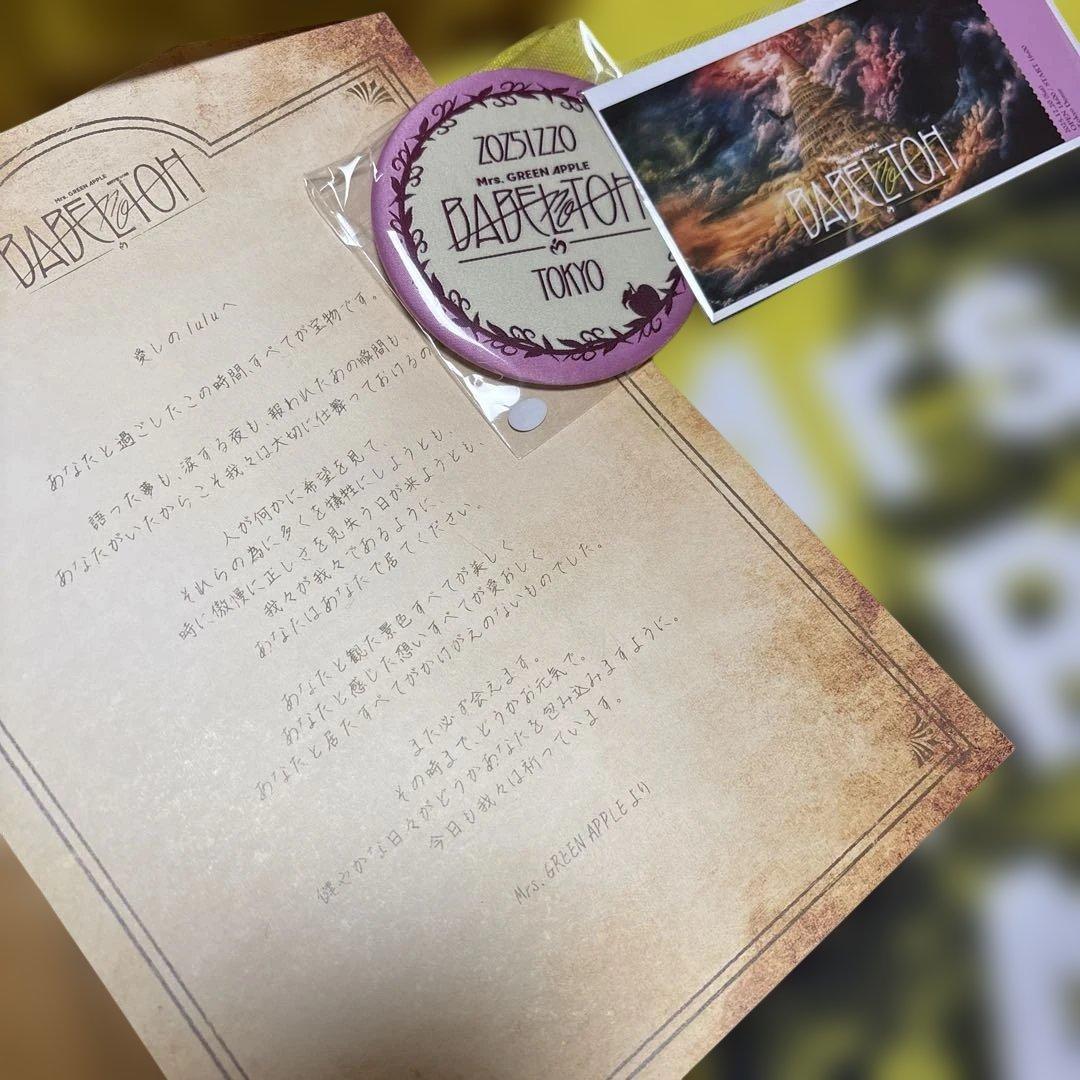 Mrs. GREEN APPLE
BABEL no TOH
愛しの luluへ
あなたと過ごしたこの時間、すべてが宝物です。
語った夢も、涙する夜も、報われたあの瞬間も、
あなたがいたからこそ我々は大切に仕舞っておけるの
人が何かに希望を見て、
それらの為に多くを犠牲にしようとも、
時に傲慢に正しさを見失う日が来ようとも、
我々が我々であるように、
あなたはあなたで居てください。
あなたと観た景色すべてが美しく
あなたと感じた想いすべてが愛おしく
あなたと居たすべてがかけがえのないものでした。
また必ず会えます。
その時まで、どうかお元気で。
健やかな日々がどうかあなたを包み込みますように。
今日も我々は祈っています。
Mrs. GREEN APPLEより
20251220
Mrs. GREEN APPLE
BABEL no TOH
TOKYO
BABEL no TOH
2025.12.20 (Sat)
OPEN 14:00 / START 16:00